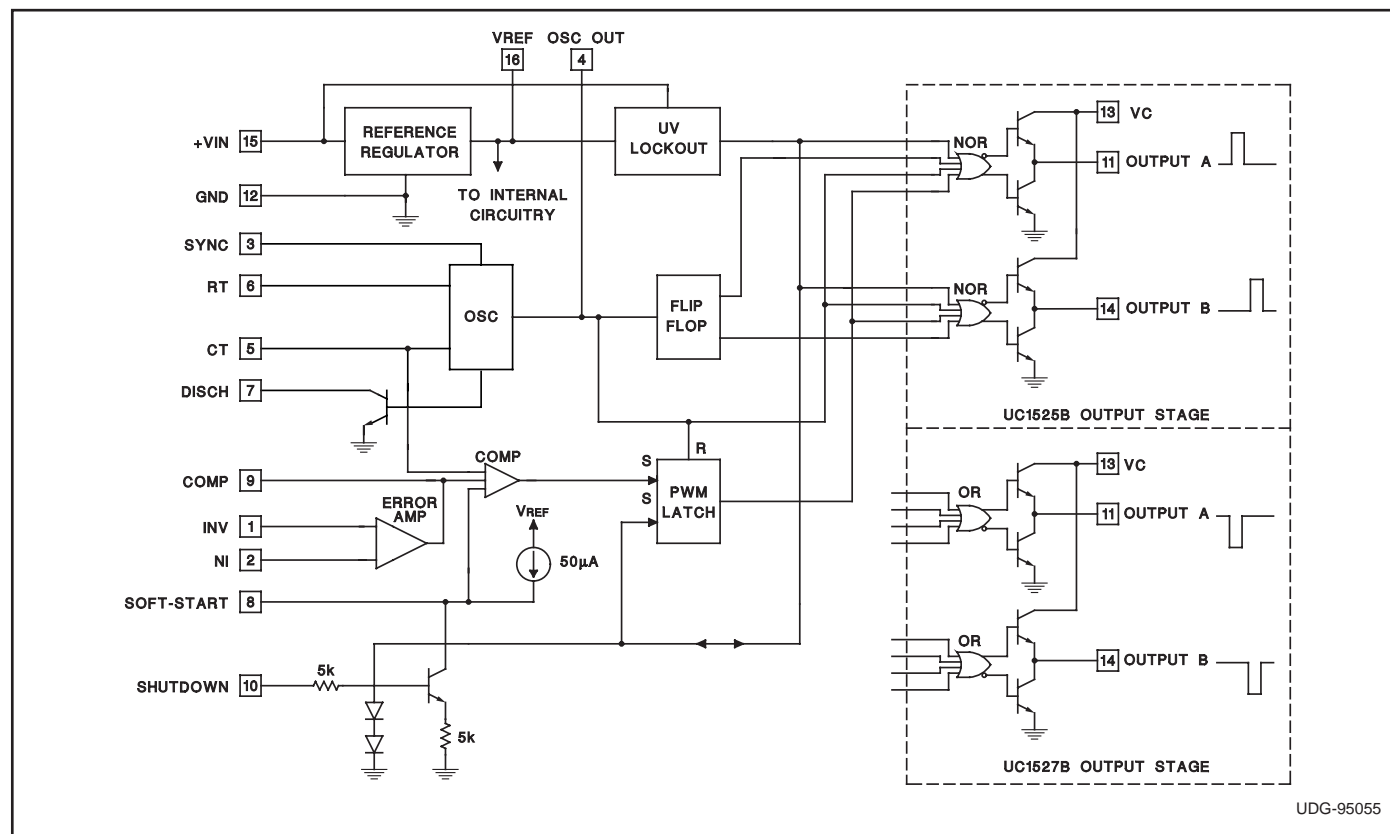 VREF OSC OUT
16
4
+VIN 15
REFERENCE
REGULATOR
UV
LOCKOUT
TO INTERNAL
CIRCUITRY
GND 12
SYNC 3
RT 6
OSC
CT 5
DISCH 7
FLIP
FLOP
COMP 9
COMP
INV 1
ERROR
AMP
NI 2
S
S
R
PWM
LATCH
VREF
50µA
SOFT-START 8
SHUTDOWN 10
5k
5k
NOR
13 VC
11 OUTPUT A
NOR
14 OUTPUT B
UC1525B OUTPUT STAGE
OR
13 VC
11 OUTPUT A
OR
14 OUTPUT B
UC1527B OUTPUT STAGE
UDG-95055